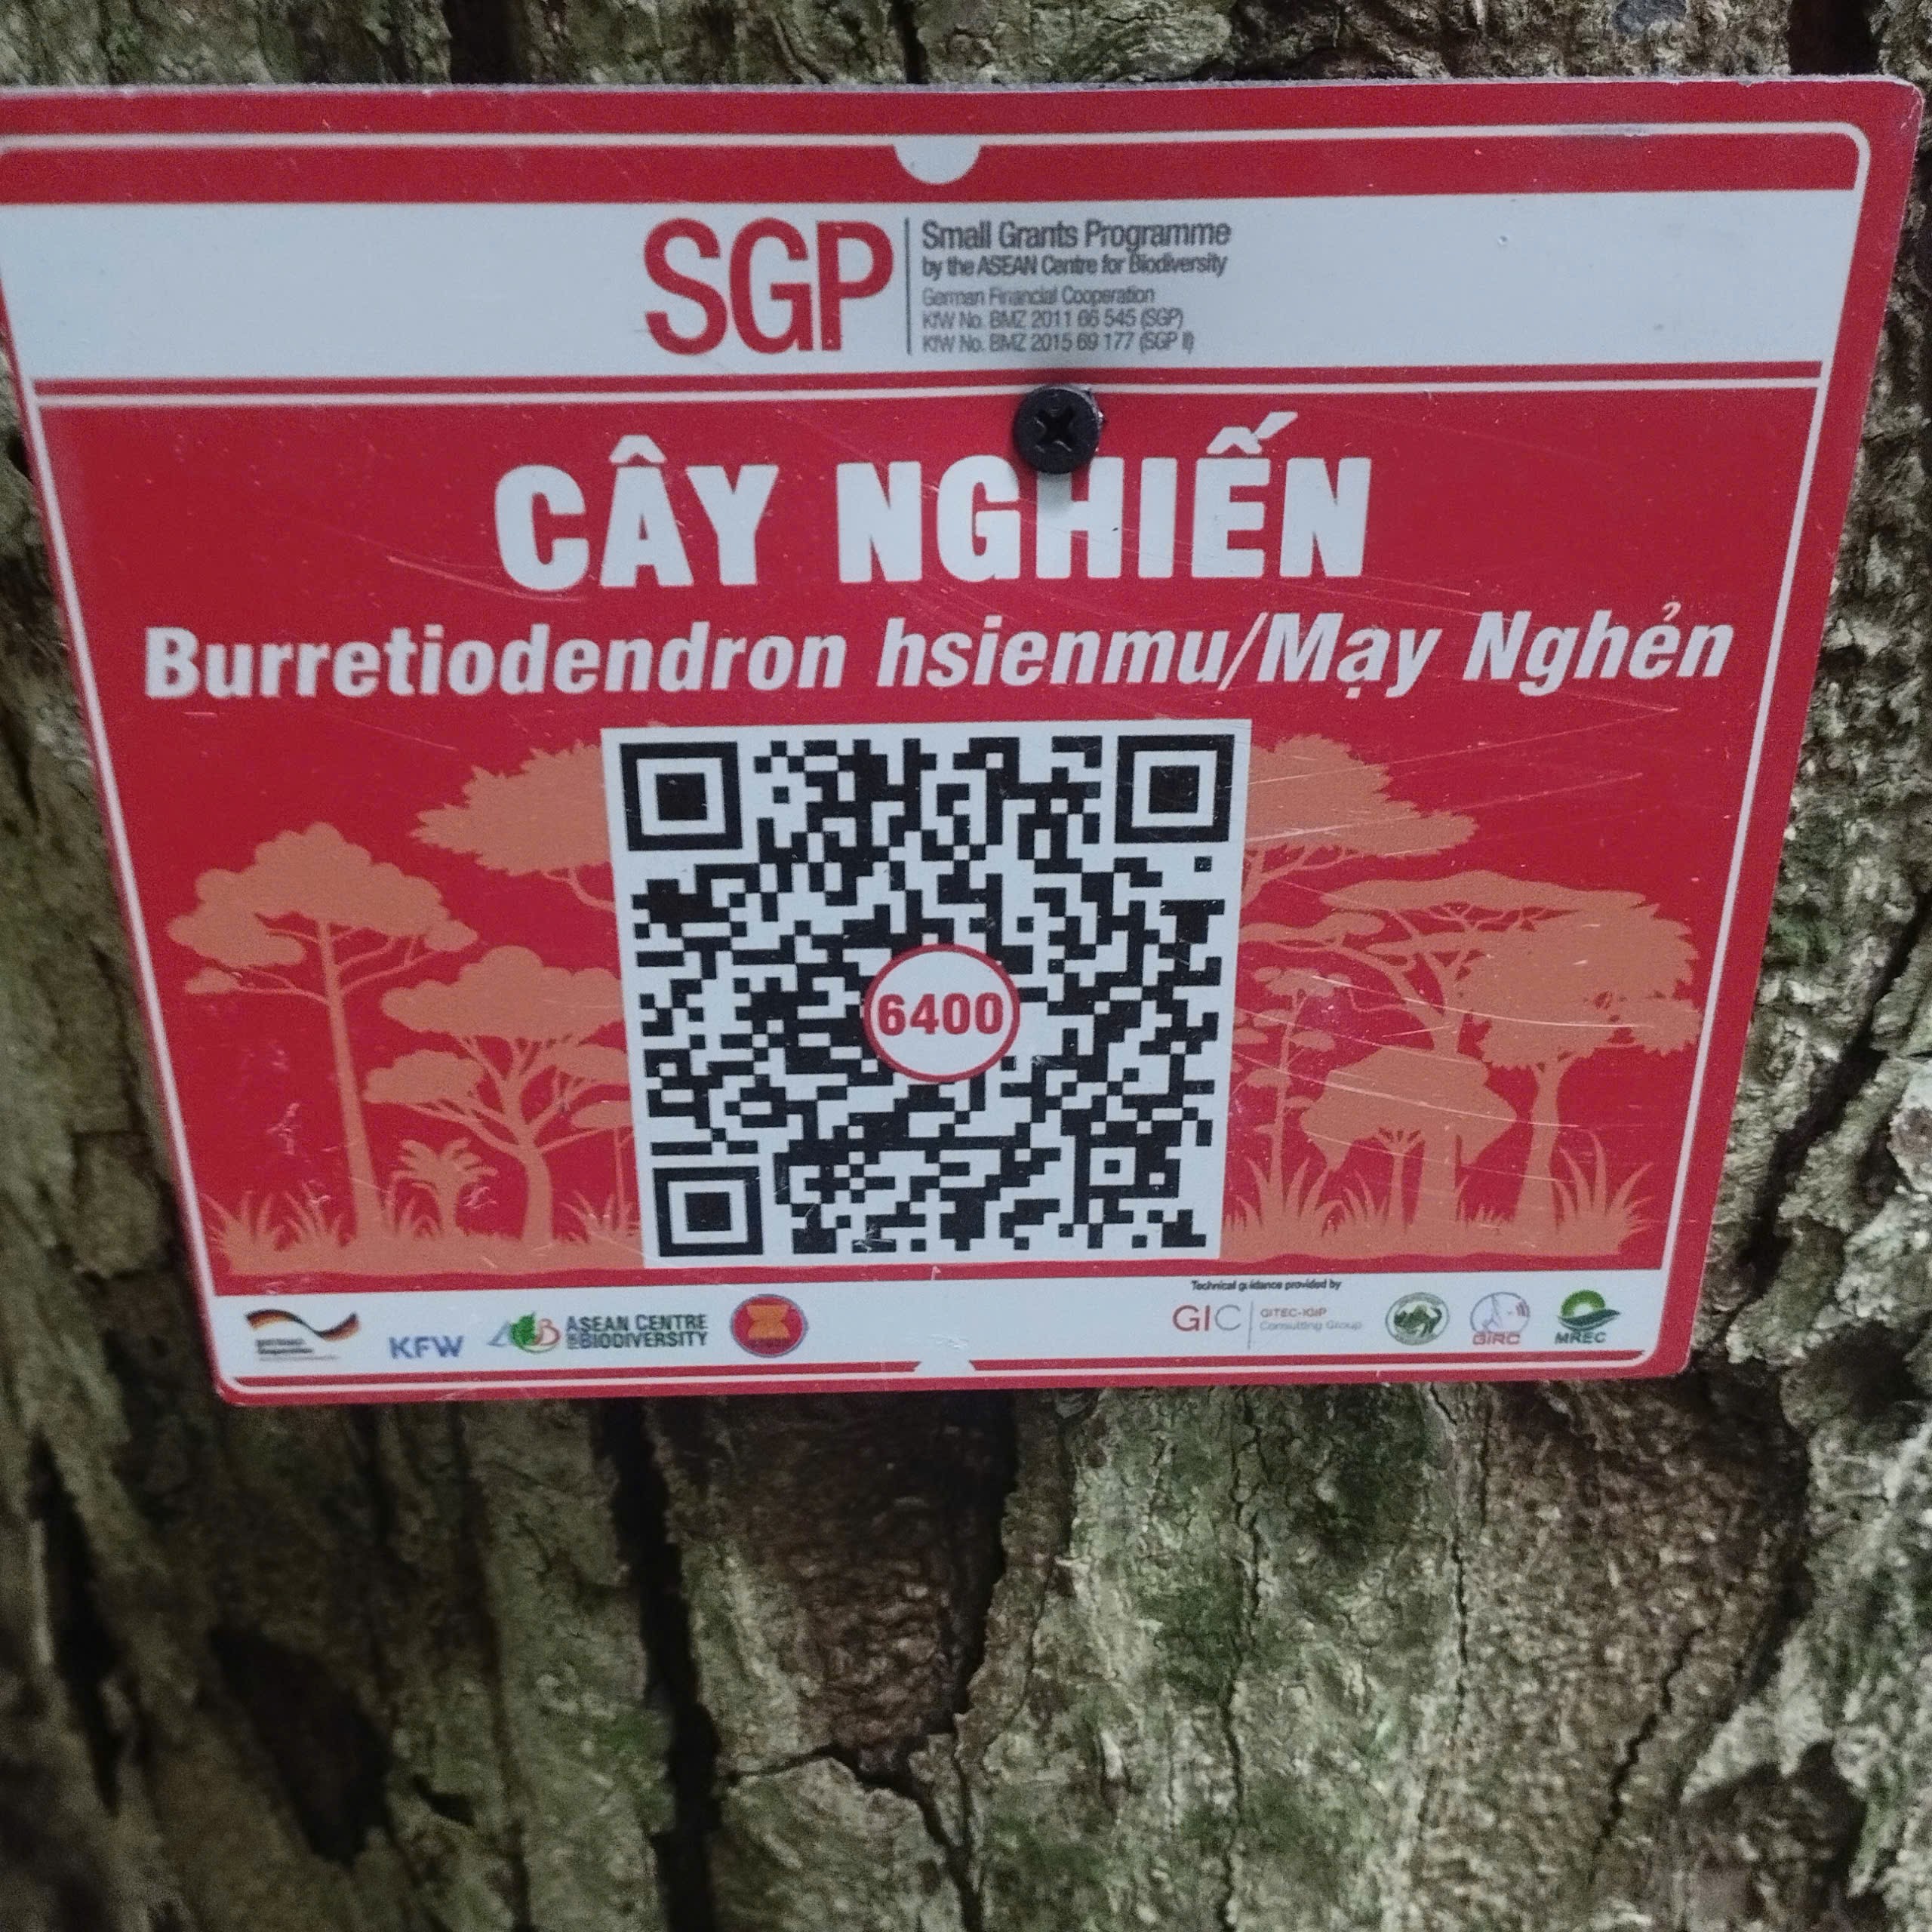 SGP
Small Grants Programme
by the ASEAN Centre for Biodiversity
German Financial Cooperation
KfW No. BMZ 2011 66 545 (SGP)
KfW No. BMZ 2015 69 177 (SGP II)
CÂY NGHIẾN
Burretiodendron hsienmu/Mạy Nghẻn
6400
Technical guidance provided by
KFW
ASEAN CENTRE
FOR BIODIVERSITY
GIC
GITEC-IGIP
Consulting Group
GIRC
MREC